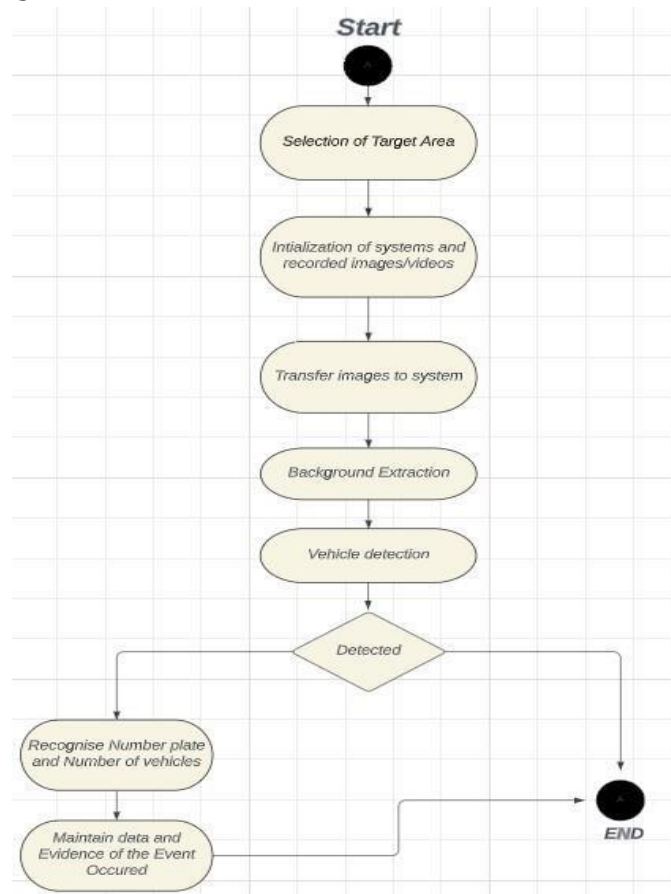 Start
Selection of Target Area
Intialization of systems and
recorded images/videos
Transfer images to system
Background Extraction
Vehicle detection
Detected
Recognise Number plate
and Number of vehicles
Maintain data and
Evidence of the Event
Occured
END